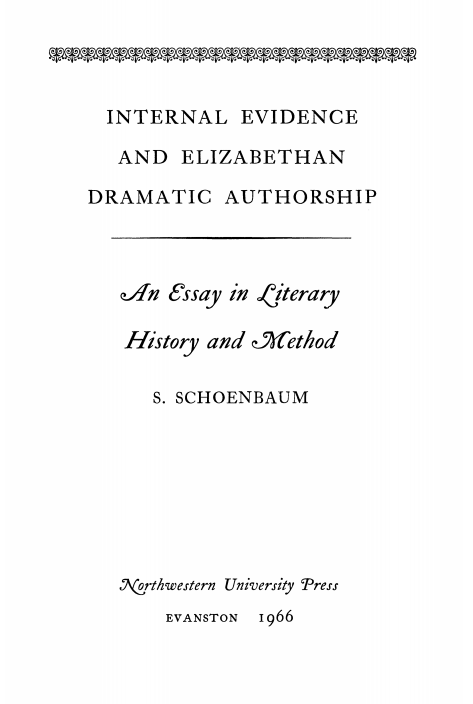 INTERNAL EVIDENCE
AND ELIZABETHAN
DRAMATIC AUTHORSHIP
An Essay in Literary
History and Method
S. SCHOENBAUM
Northwestern University Press
EVANSTON 1966